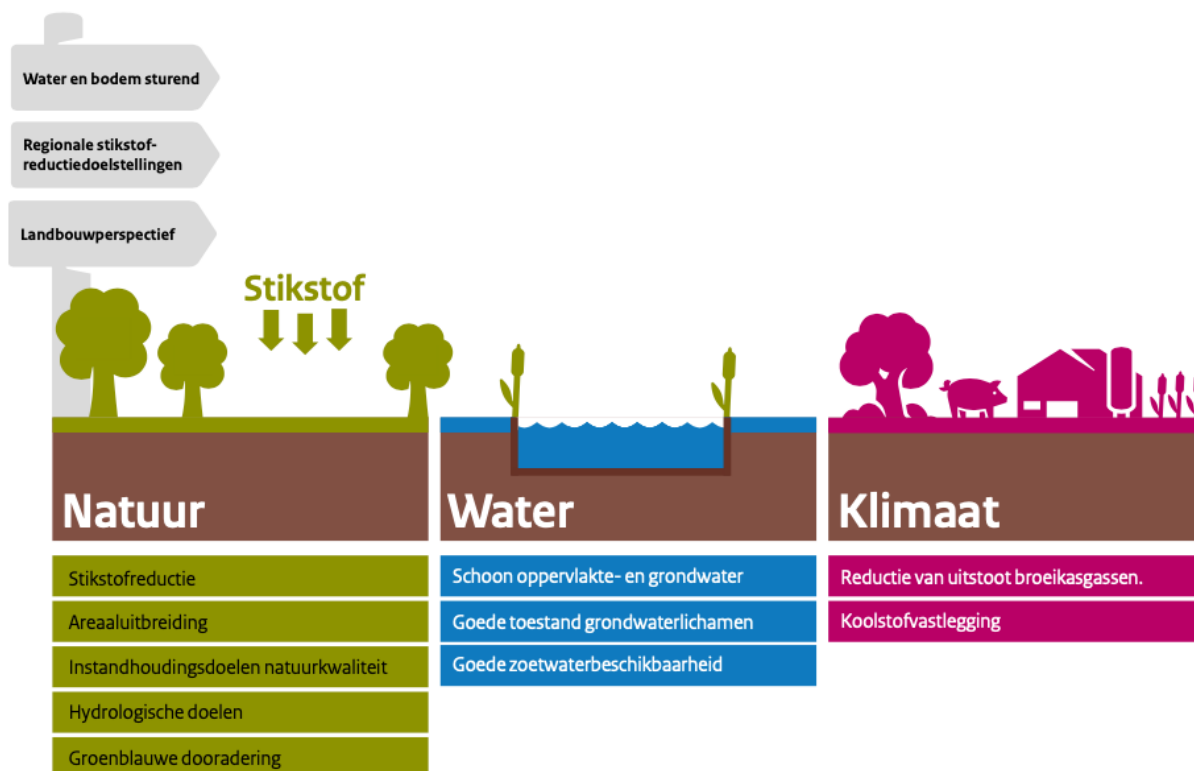 Water en bodem sturend
Regionale stikstof-
reductiedoelstellingen
Landbouwperspectief
Stikstof
Natuur
Stikstofreductie
Areaaluitbreiding
Instandhoudingsdoelen natuurkwaliteit
Hydrologische doelen
Groenblauwe dooradering
Water
Schoon oppervlakte- en grondwater
Goede toestand grondwaterlichamen
Goede zoetwaterbeschikbaarheid
Klimaat
Reductie van uitstoot broeikasgassen.
Koolstofvastlegging